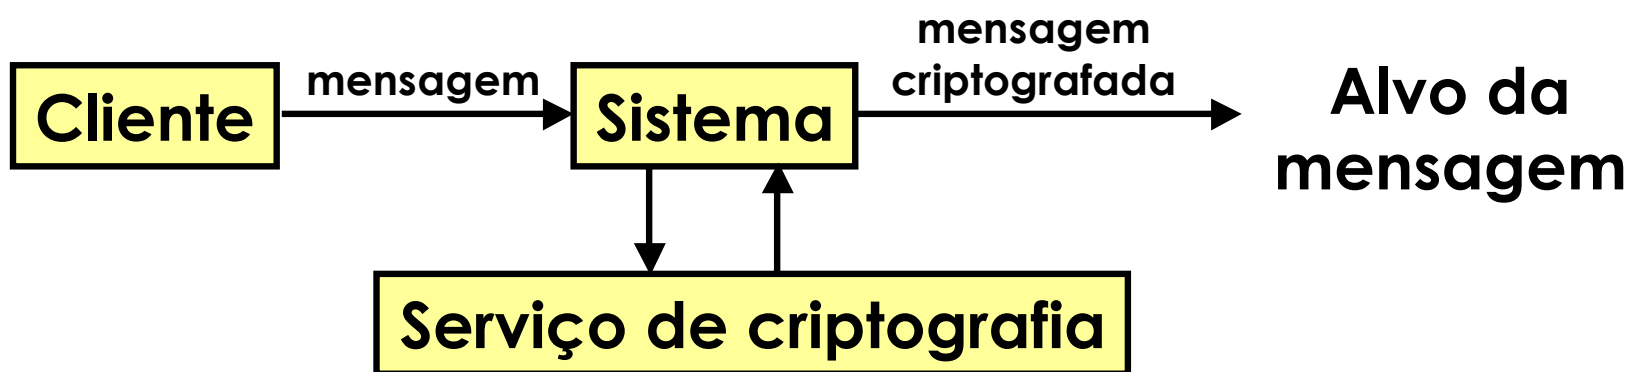 Cliente
mensagem
Sistema
mensagem
criptografada
Alvo da
mensagem
Serviço de criptografia